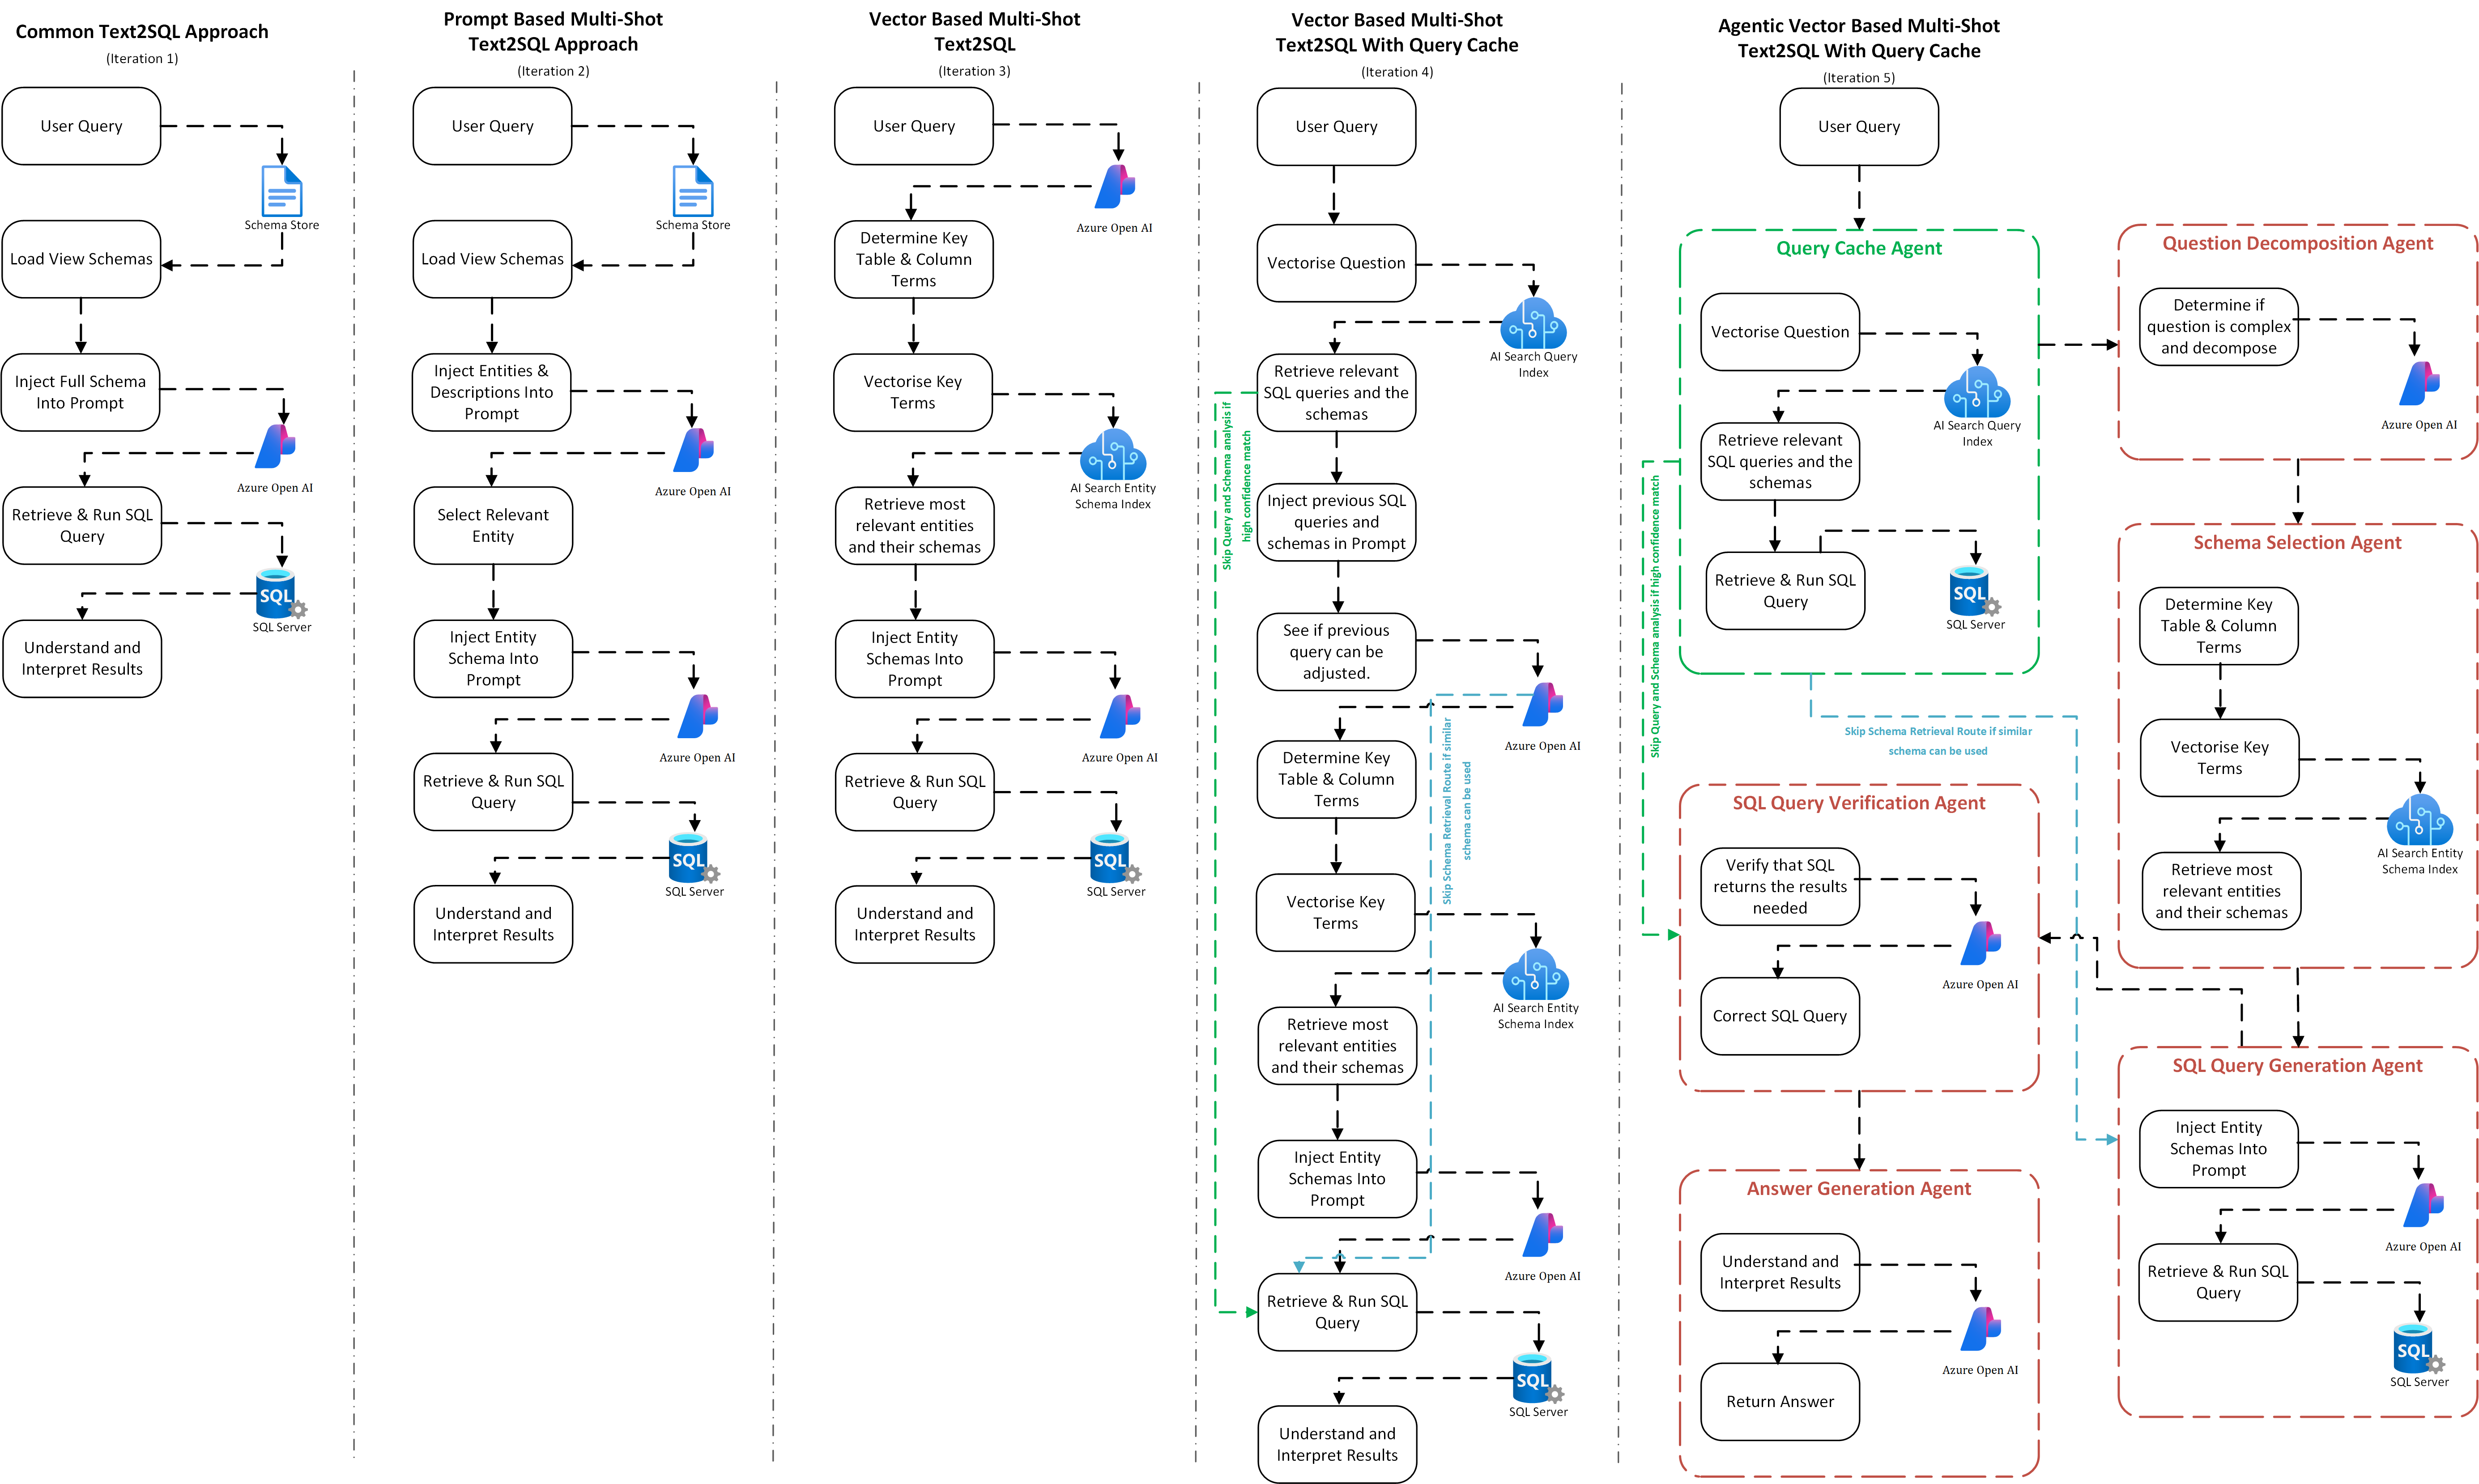 Common Text2SQL Approach
(Iteration 1)
User Query
Schema Store
Load View Schemas
Inject Full Schema
Into Prompt
Azure Open AI
Retrieve & Run SQL
Query
SQL
SQL Server
Understand and
Interpret Results
Prompt Based Multi-Shot
Text2SQL Approach
(Iteration 2)
User Query
Schema Store
Load View Schemas
Inject Entities &
Descriptions Into
Prompt
Azure Open AI
Select Relevant
Entity
Inject Entity
Schema Into
Prompt
Azure Open AI
Retrieve & Run SQL
Query
SQL
SQL Server
Understand and
Interpret Results
Vector Based Multi-Shot
Text2SQL
(Iteration 3)
User Query
Azure Open AI
Determine Key
Table & Column
Terms
Vectorise Key
Terms
AI Search Entity
Schema Index
Retrieve most
relevant entities
and their schemas
Inject Entity
Schemas Into
Prompt
Azure Open AI
Retrieve & Run SQL
Query
SQL
SQL Server
Understand and
Interpret Results
Vector Based Multi-Shot
Text2SQL With Query Cache
(Iteration 4)
User Query
Vectorise Question
AI Search Query
Index
Retrieve relevant
SQL queries and the
schemas
Skip Query and Schema analysis if
high confidence match
Inject previous SQL
queries and
schemas in Prompt
See if previous
query can be
adjusted.
Azure Open AI
Skip Schema Retrieval Route if similar
schema can be used
Determine Key
Table & Column
Terms
Vectorise Key
Terms
AI Search Entity
Schema Index
Retrieve most
relevant entities
and their schemas
Inject Entity
Schemas Into
Prompt
Azure Open AI
Retrieve & Run SQL
Query
SQL
SQL Server
Understand and
Interpret Results
Agentic Vector Based Multi-Shot
Text2SQL With Query Cache
(Iteration 5)
User Query
Query Cache Agent
Vectorise Question
AI Search Query
Index
Retrieve relevant
SQL queries and the
schemas
Retrieve & Run SQL
Query
SQL
SQL Server
Skip Query and Schema analysis if high confidence match
Skip Schema Retrieval Route if similar
schema can be used
Question Decomposition Agent
Determine if
question is complex
and decompose
Azure Open AI
Schema Selection Agent
Determine Key
Table & Column
Terms
Vectorise Key
Terms
AI Search Entity
Schema Index
Retrieve most
relevant entities
and their schemas
SQL Query Generation Agent
Inject Entity
Schemas Into
Prompt
Azure Open AI
Retrieve & Run SQL
Query
SQL
SQL Server
SQL Query Verification Agent
Verify that SQL
returns the results
needed
Azure Open AI
Correct SQL Query
Answer Generation Agent
Understand and
Interpret Results
Azure Open AI
Return Answer